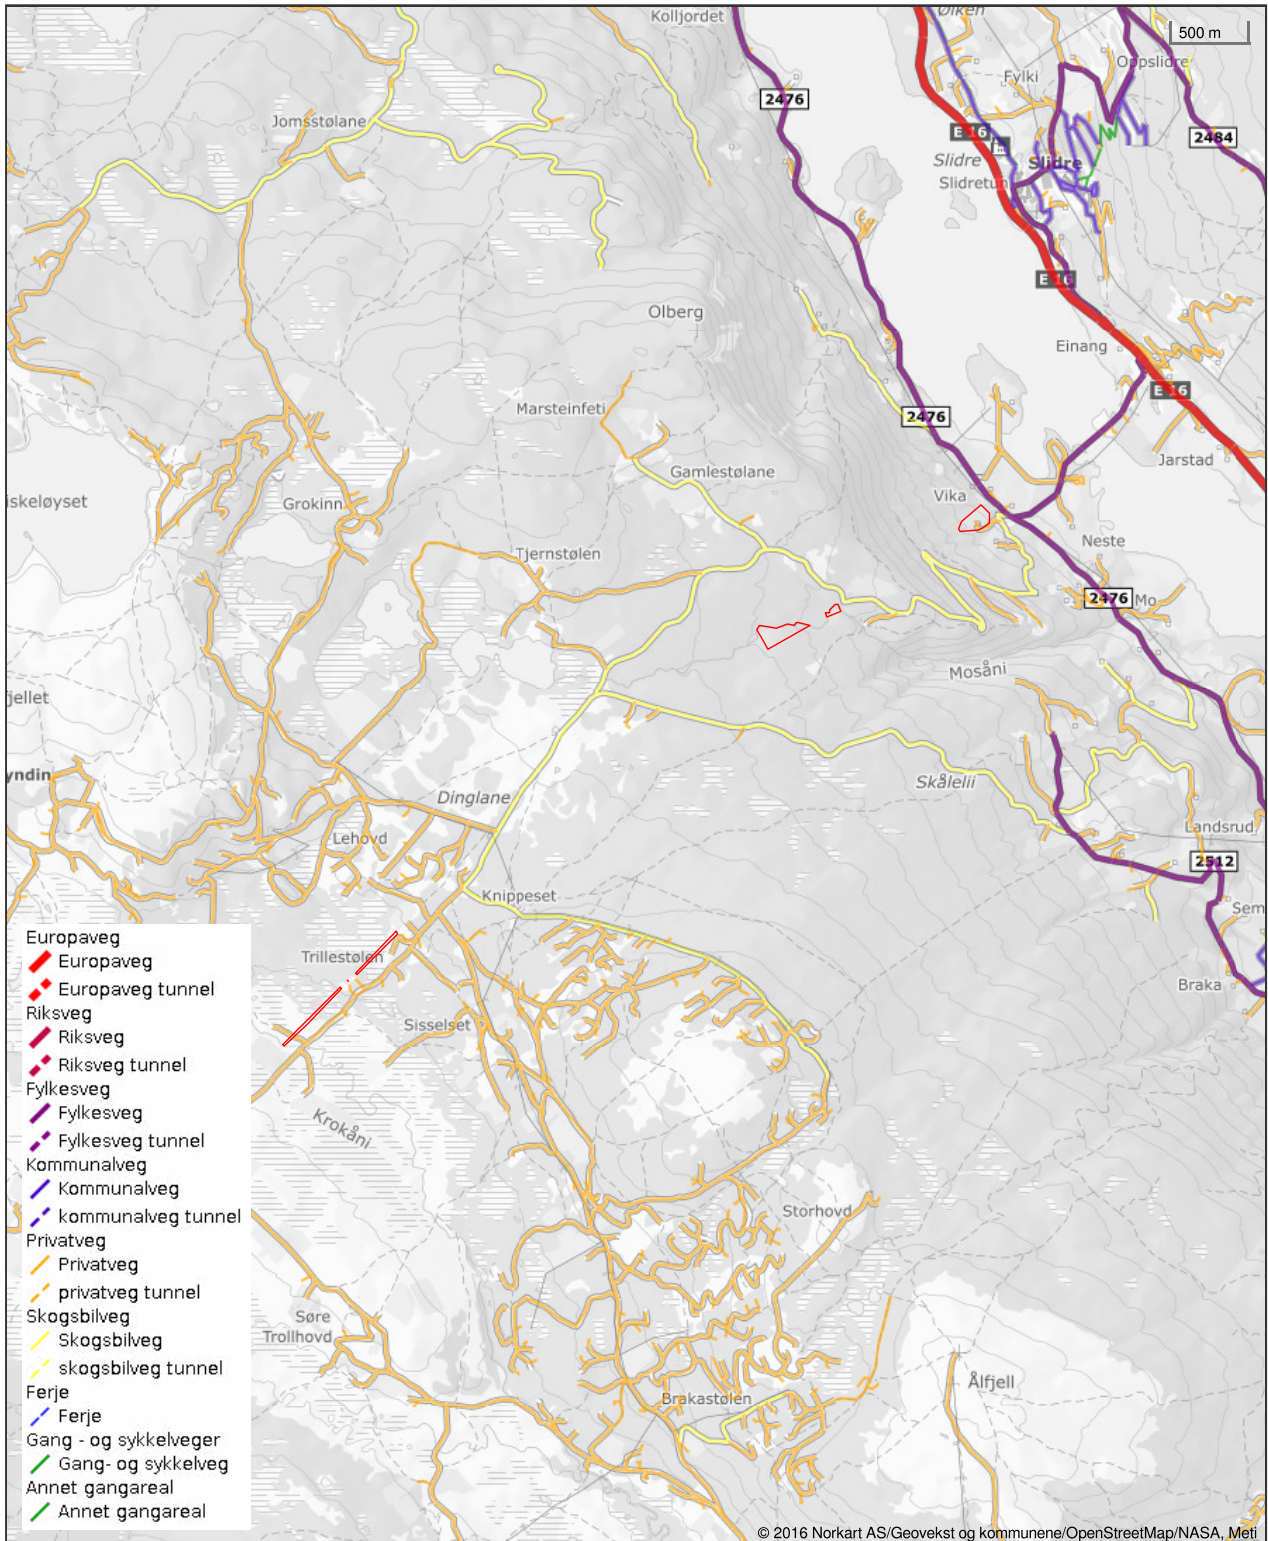 Kolljordet
Ølken
500 m
Oppslidre
Fylki
2476
Jomsstølane
E 16
2484
Slidre
Slidre
Slidretun
E 16
Olberg
Einang
E 16
Marsteinfeti
2476
Jarstad
Gamlestølane
Vika
iskeløyset
Grokinn
Neste
Tjernstølen
2476
Mo
Mosåni
jellet
yndin
Skålelii
Dinglane
Landsrud
Lehovd
2512
Knippeset
Sem
Trillestølen
Braka
Sisselset
Krokåni
Storhovd
Søre
Trollhovd
Ålfjell
Brakastølen
Europaveg
Europaveg
Europaveg tunnel
Riksveg
Riksveg
Riksveg tunnel
Fylkesveg
Fylkesveg
Fylkesveg tunnel
Kommunalveg
Kommunalveg
kommunalveg tunnel
Privatveg
Privatveg
privatveg tunnel
Skogsbilveg
Skogsbilveg
skogsbilveg tunnel
Ferje
Ferje
Gang - og sykkelveger
Gang- og sykkelveg
Annet gangareal
Annet gangareal
© 2016 Norkart AS/Geovekst og kommunene/OpenStreetMap/NASA, Meti